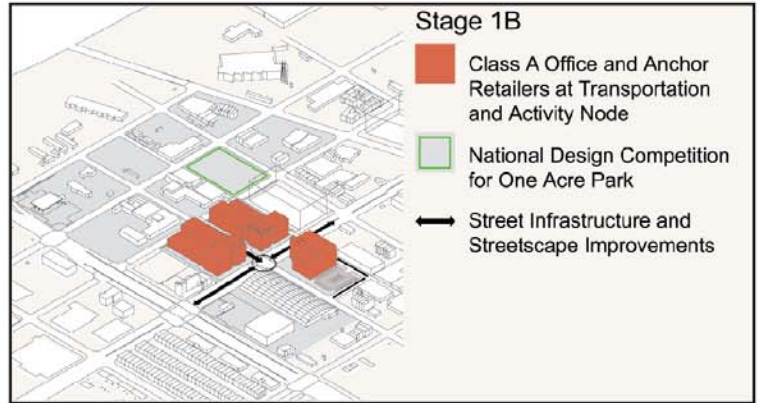 Stage 1B
Class A Office and Anchor
Retailers at Transportation
and Activity Node
National Design Competition
for One Acre Park
Street Infrastructure and
Streetscape Improvements